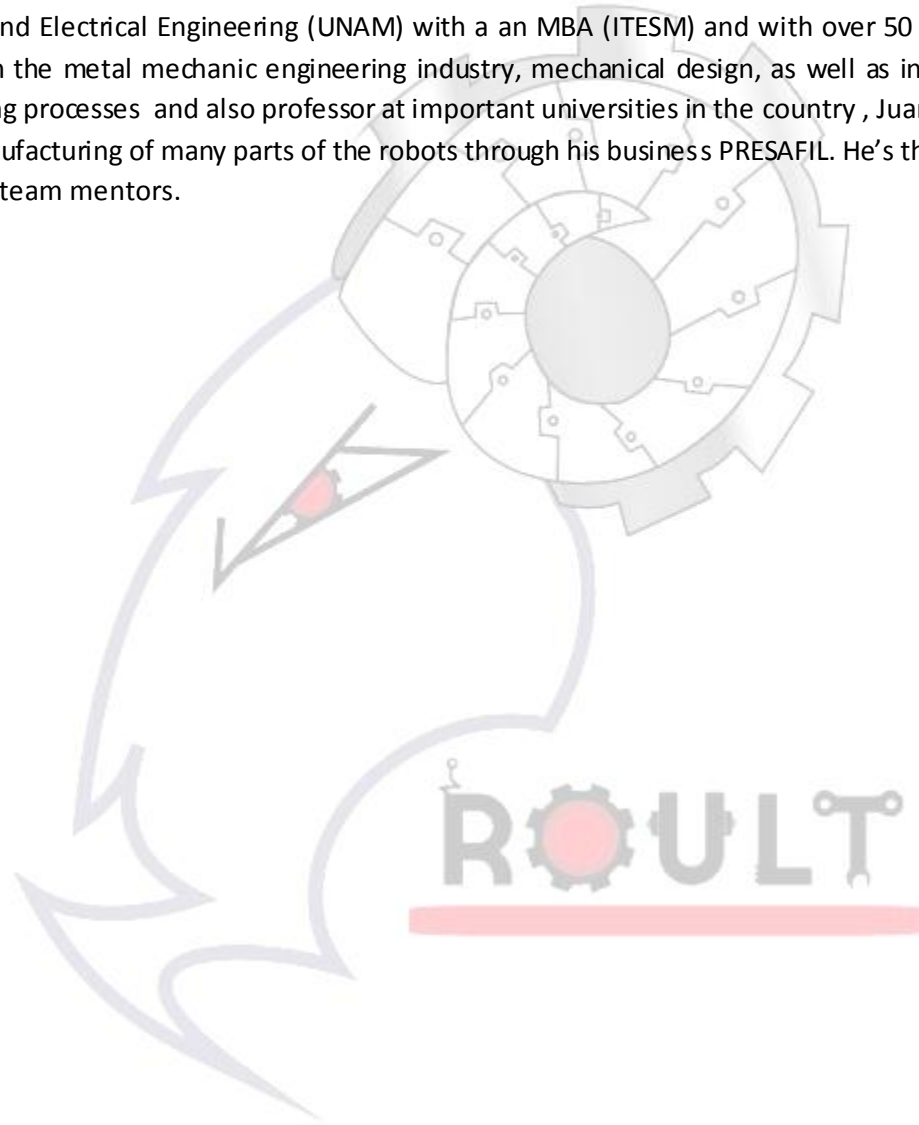 nd Electrical Engineering (UNAM) with a an MBA (ITESM) and with over 50
the metal mechanic engineering industry, mechanical design, as well as in
processes and also professor at important universities in the country , Juan
ufacturing of many parts of the robots through his business PRESAFIL. He's th
team mentors.
ROULT